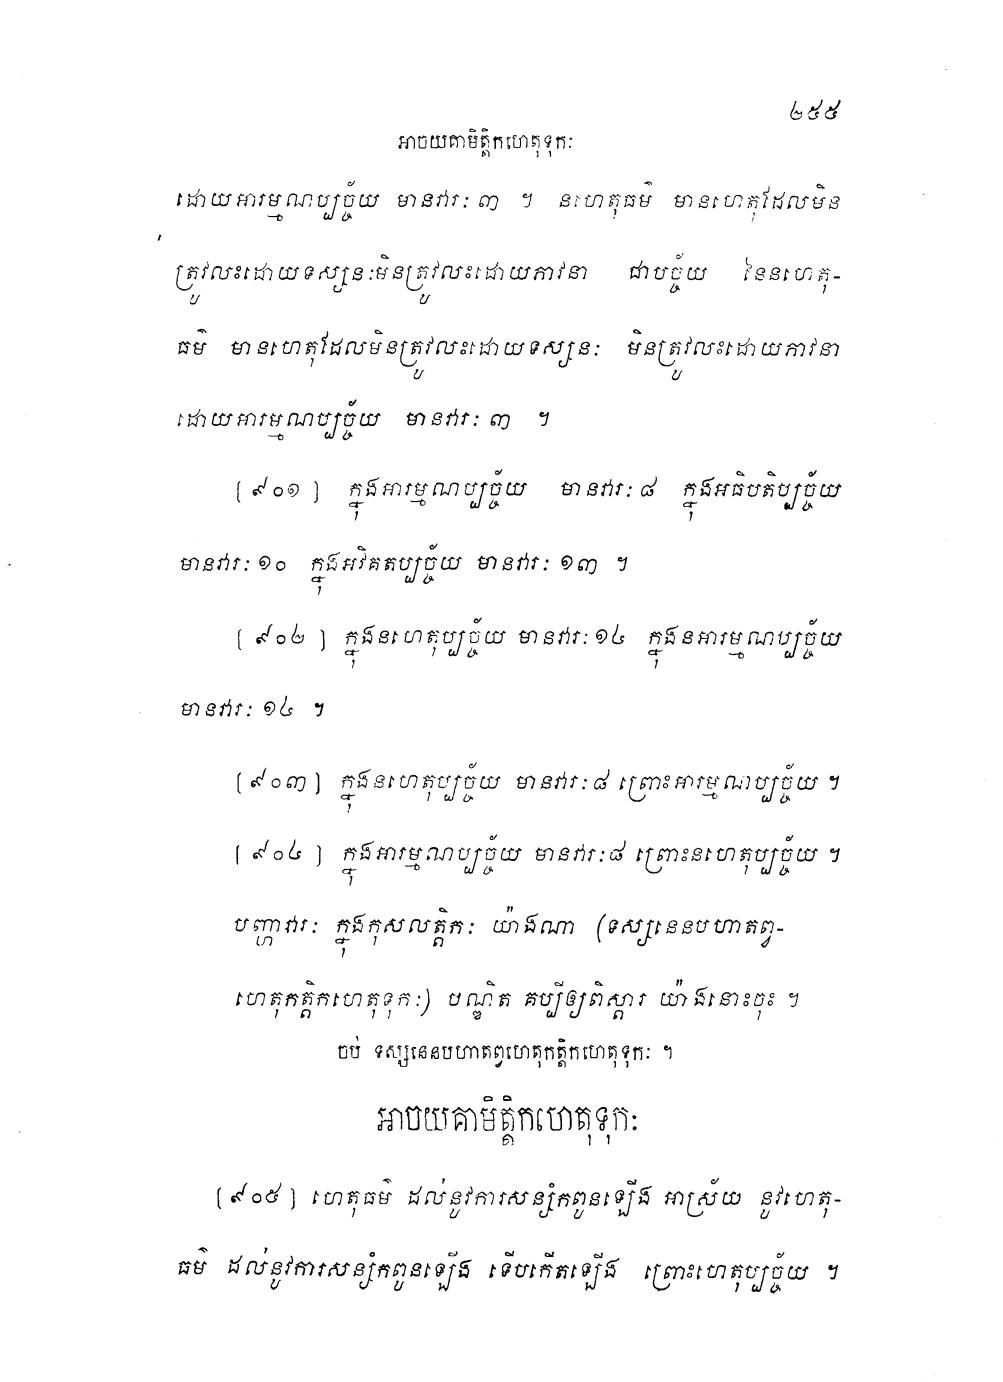 ២៥៥
អាចយគាមិត្តិកហេតុទុកៈ
ដោយអារម្មណប្បច្ច័យ មានវារៈ ៣ ។ នហេតុធម៌ មានហេតុដែលមិន
ត្រូវលះដោយទស្សនៈមិនត្រូវលះដោយភាវនា ជាបច្ច័យ នៃនហេតុ-
ធម៌ មានហេតុដែលមិនត្រូវលះដោយទស្សនៈ មិនត្រូវលះដោយភាវនា
ដោយអារម្មណប្បច្ច័យ មានវារៈ ៣ ។
[ ៩០១ ] ក្នុងអារម្មណប្បច្ច័យ មានវារៈ ៨ ក្នុងអធិបតិប្បច្ច័យ
មានវារៈ ១០ ក្នុងអវិគតប្បច្ច័យ មានវារៈ ១៣ ។
[ ៩០២ ] ក្នុងនហេតុប្បច្ច័យ មានវារៈ ១៤ ក្នុងនអារម្មណប្បច្ច័យ
មានវារៈ ១៤ ។
[ ៩០៣ ] ក្នុងនហេតុប្បច្ច័យ មានវារៈ ៨ ព្រោះអារម្មណប្បច្ច័យ ។
[ ៩០៤ ] ក្នុងអារម្មណប្បច្ច័យ មានវារៈ ៨ ព្រោះនហេតុប្បច្ច័យ ។
បញ្ហាវារៈ ក្នុងកុសលត្តិកៈ យ៉ាងណា (ទស្សនេនបហាតព្វ-
ហេតុកត្តិកហេតុទុកៈ) បណ្ឌិត គប្បីឲ្យពិស្តារ យ៉ាងនោះចុះ ។
ចប់ ទស្សនេនបហាតព្វហេតុកត្តិកហេតុទុកៈ ។
អាចយគាមិត្តិកហេតុទុកៈ
[ ៩០៥ ] ហេតុធម៌ ដល់នូវការសន្សំកពូនឡើង អាស្រ័យ នូវហេតុ-
ធម៌ ដល់នូវការសន្សំកពូនឡើង ទើបកើតឡើង ព្រោះហេតុប្បច្ច័យ ។